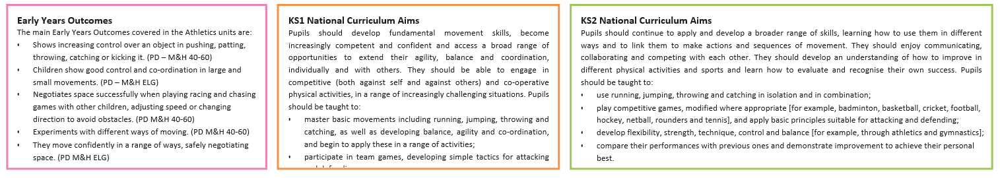 Early Years Outcomes
The main Early Years Outcomes covered in the Athletics units are:
• Shows increasing control over an object in pushing, patting,
throwing, catching or kicking it. (PD – M&H 40-60)
• Children show good control and co-ordination in large and
small movements. (PD – M&H ELG)
• Negotiates space successfully when playing racing and chasing
games with other children, adjusting speed or changing
direction to avoid obstacles. (PD M&H 40-60)
• Experiments with different ways of moving. (PD M&H 40-60)
• They move confidently in a range of ways, safely negotiating
space. (PD M&H ELG)
KS1 National Curriculum Aims
Pupils should develop fundamental movement skills, become
increasingly competent and confident and access a broad range of
opportunities to extend their agility, balance and coordination,
individually and with others. They should be able to engage in
competitive (both against self and against others) and co-operative
physical activities, in a range of increasingly challenging situations. Pupils
should be taught to:
• master basic movements including running, jumping, throwing and
catching, as well as developing balance, agility and co-ordination,
and begin to apply these in a range of activities;
• participate in team games, developing simple tactics for attacking
KS2 National Curriculum Aims
Pupils should continue to apply and develop a broader range of skills, learning how to use them in different
ways and to link them to make actions and sequences of movement. They should enjoy communicating,
collaborating and competing with each other. They should develop an understanding of how to improve in
different physical activities and sports and learn how to evaluate and recognise their own success. Pupils
should be taught to:
• use running, jumping, throwing and catching in isolation and in combination;
• play competitive games, modified where appropriate [for example, badminton, basketball, cricket, football,
hockey, netball, rounders and tennis], and apply basic principles suitable for attacking and defending;
• develop flexibility, strength, technique, control and balance [for example, through athletics and gymnastics];
• compare their performances with previous ones and demonstrate improvement to achieve their personal
best.